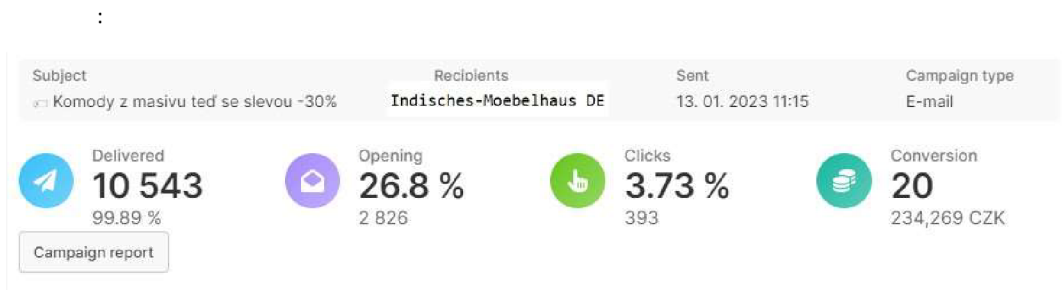 :
Subject Recipients Sent Campaign type
Komody z masivu teď se slevou -30% Indisches-Moebelhaus DE 13. 01. 2023 11:15 E-mail
Delivered Opening Clicks Conversion
10 543 26.8 % 3.73 % 20
99.89 % 2 826 393 234,269 CZK
Campaign report